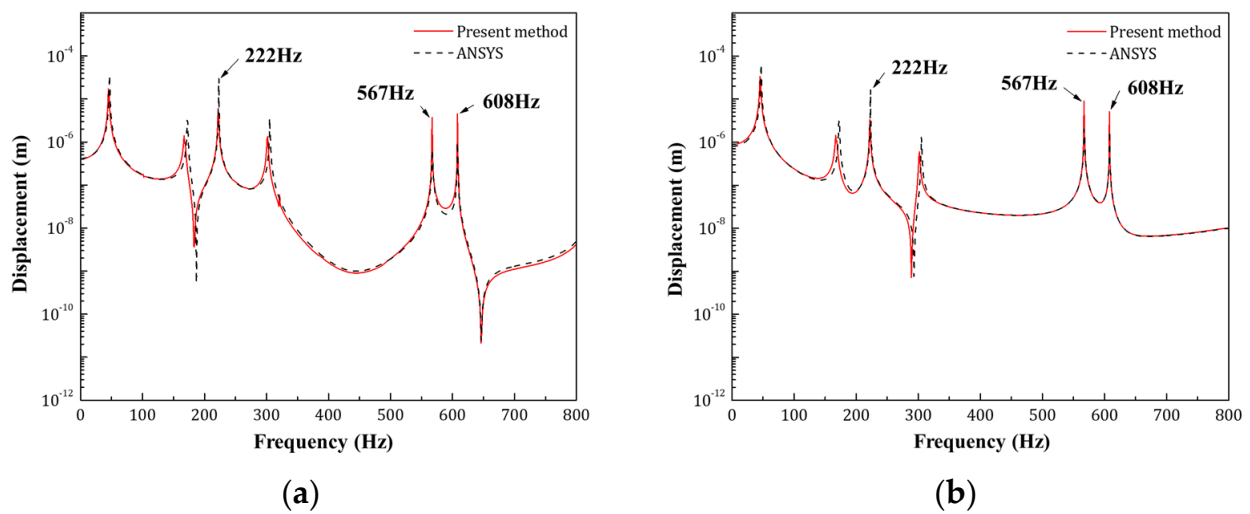 Present method
ANSYS
222Hz
567Hz
608Hz
Displacement (m)
10⁻⁴
10⁻⁶
10⁻⁸
10⁻¹⁰
10⁻¹²
0 100 200 300 400 500 600 700 800
Frequency (Hz)
(a)
Present method
ANSYS
222Hz
567Hz
608Hz
Displacement (m)
10⁻⁴
10⁻⁶
10⁻⁸
10⁻¹⁰
10⁻¹²
0 100 200 300 400 500 600 700 800
Frequency (Hz)
(b)